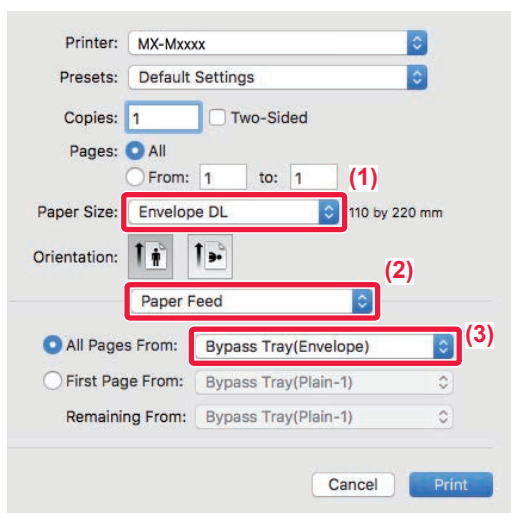 Printer: MX-Mxxxx
Presets: Default Settings
Copies: 1 Two-Sided
Pages: All
From: 1 to: 1 (1)
Paper Size: Envelope DL 110 by 220 mm
Orientation:
(2)
Paper Feed
All Pages From: Bypass Tray(Envelope) (3)
First Page From: Bypass Tray(Plain-1)
Remaining From: Bypass Tray(Plain-1)
Cancel Print